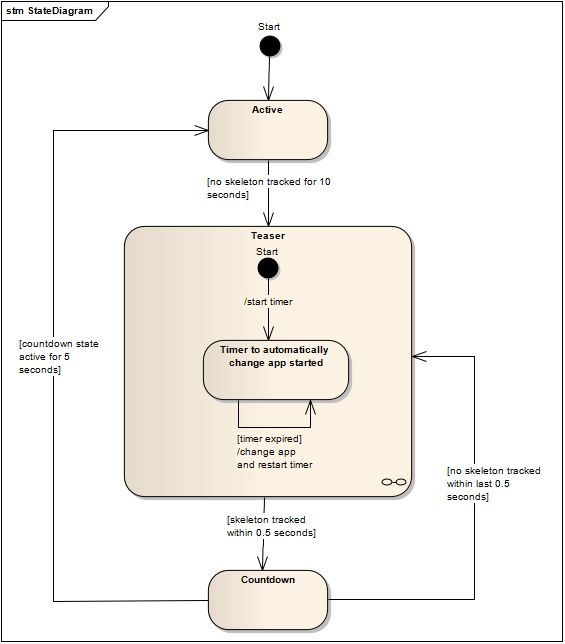 stm StateDiagram
Start
Active
[no skeleton tracked for 10
seconds]
Teaser
Start
/start timer
Timer to automatically
change app started
[countdown state
active for 5
seconds]
[timer expired]
/change app
and restart timer
[no skeleton tracked
within last 0.5
seconds]
[skeleton tracked
within 0.5 seconds]
Countdown